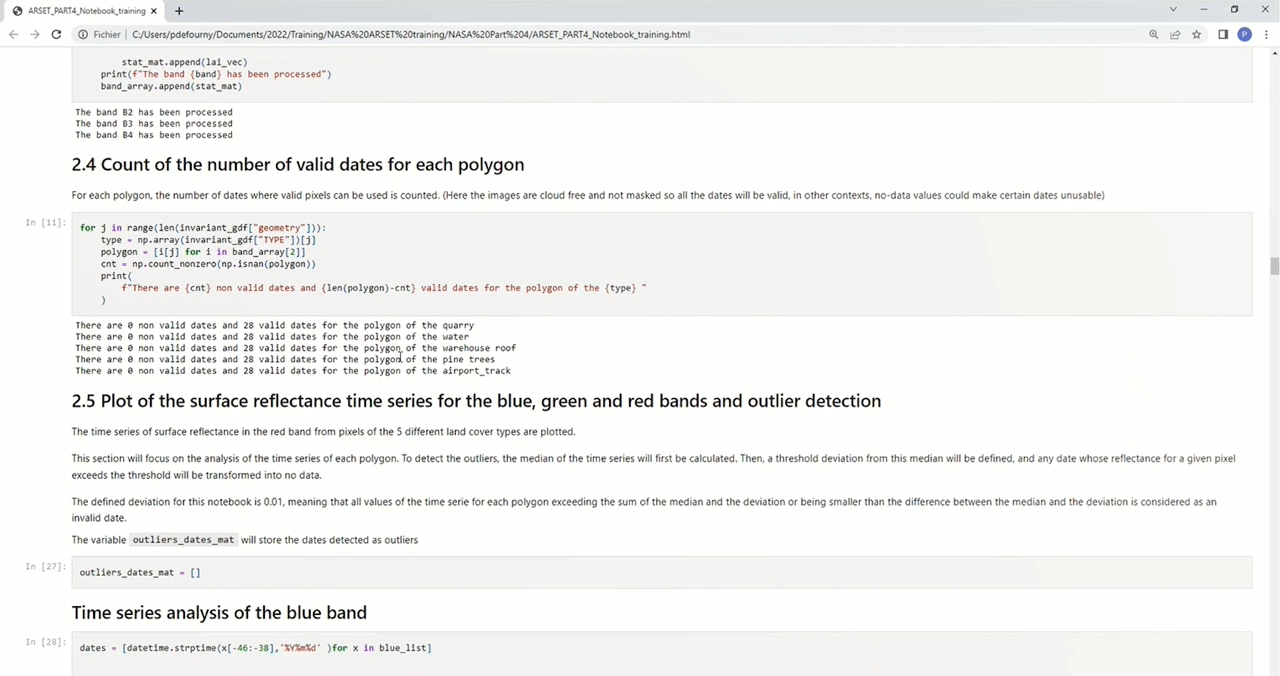 ARSET_PART4_Notebook_training
Fichier C:/Users/pdefourny/Documents/2022/Training/NASA%20ARSET%20training/NASA%20Part%204/ARSET_PART4_Notebook_training.html
P
stat_mat.append(lai_vec)
print(f"The band {band} has been processed")
band_array.append(stat_mat)
The band B2 has been processed
The band B3 has been processed
The band B4 has been processed
2.4 Count of the number of valid dates for each polygon
For each polygon, the number of dates where valid pixels can be used is counted. (Here the images are cloud free and not masked so all the dates will be valid, in other contexts, no-data values could make certain dates unusable)
In [11]:
for j in range(len(invariant_gdf["geometry"])):
type = np.array(invariant_gdf["TYPE"])[j]
polygon = [i[j] for i in band_array[2]]
cnt = np.count_nonzero(np.isnan(polygon))
print(
f"There are {cnt} non valid dates and {len(polygon)-cnt} valid dates for the polygon of the {type} "
)
There are 0 non valid dates and 28 valid dates for the polygon of the quarry
There are 0 non valid dates and 28 valid dates for the polygon of the water
There are 0 non valid dates and 28 valid dates for the polygon of the warehouse roof
There are 0 non valid dates and 28 valid dates for the polygon of the pine trees
There are 0 non valid dates and 28 valid dates for the polygon of the airport_track
2.5 Plot of the surface reflectance time series for the blue, green and red bands and outlier detection
The time series of surface reflectance in the red band from pixels of the 5 different land cover types are plotted.
This section will focus on the analysis of the time series of each polygon. To detect the outliers, the median of the time series will first be calculated. Then, a threshold deviation from this median will be defined, and any date whose reflectance for a given pixel
exceeds the threshold will be transformed into no data.
The defined deviation for this notebook is 0.01, meaning that all values of the time serie for each polygon exceeding the sum of the median and the deviation or being smaller than the difference between the median and the deviation is considered as an
invalid date.
The variable outliers_dates_mat will store the dates detected as outliers
In [27]:
outliers_dates_mat = []
Time series analysis of the blue band
In [28]:
dates = [datetime.strptime(x[-46:-38],'%Y%m%d' )for x in blue_list]